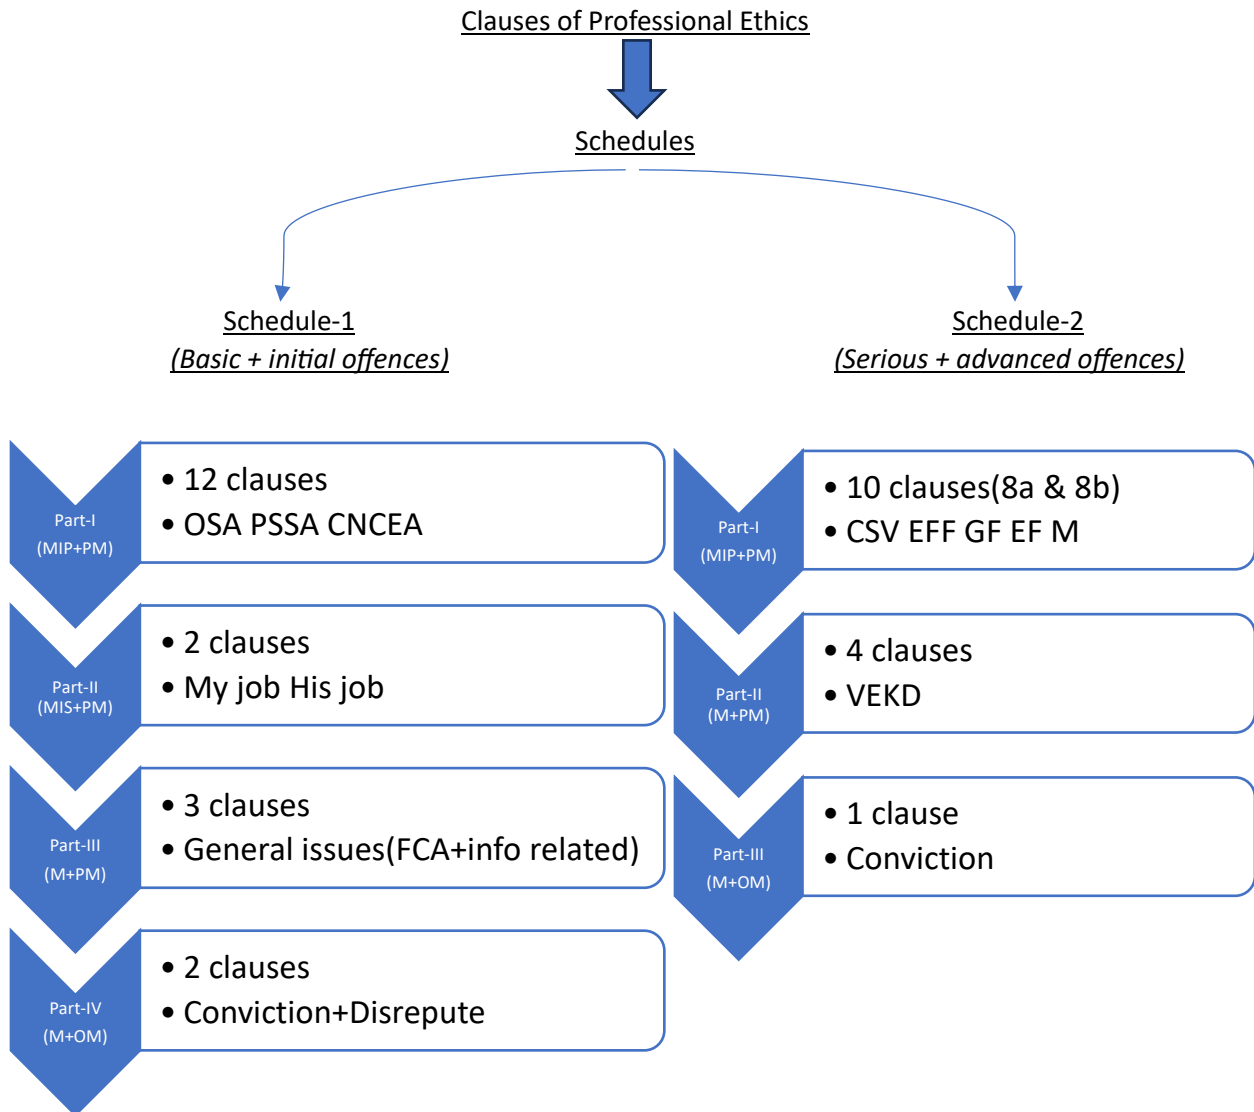 Clauses of Professional Ethics
Schedules
Schedule-1
(Basic + initial offences)
Part-I
(MIP+PM)
• 12 clauses
• OSA PSSA CNCEA
Part-II
(MIS+PM)
• 2 clauses
• My job His job
Part-III
(M+PM)
• 3 clauses
• General issues(FCA+info related)
Part-IV
(M+OM)
• 2 clauses
• Conviction+Disrepute
Schedule-2
(Serious + advanced offences)
Part-I
(MIP+PM)
• 10 clauses(8a & 8b)
• CSV EFF GF EF M
Part-II
(M+PM)
• 4 clauses
• VEKD
Part-III
(M+OM)
• 1 clause
• Conviction